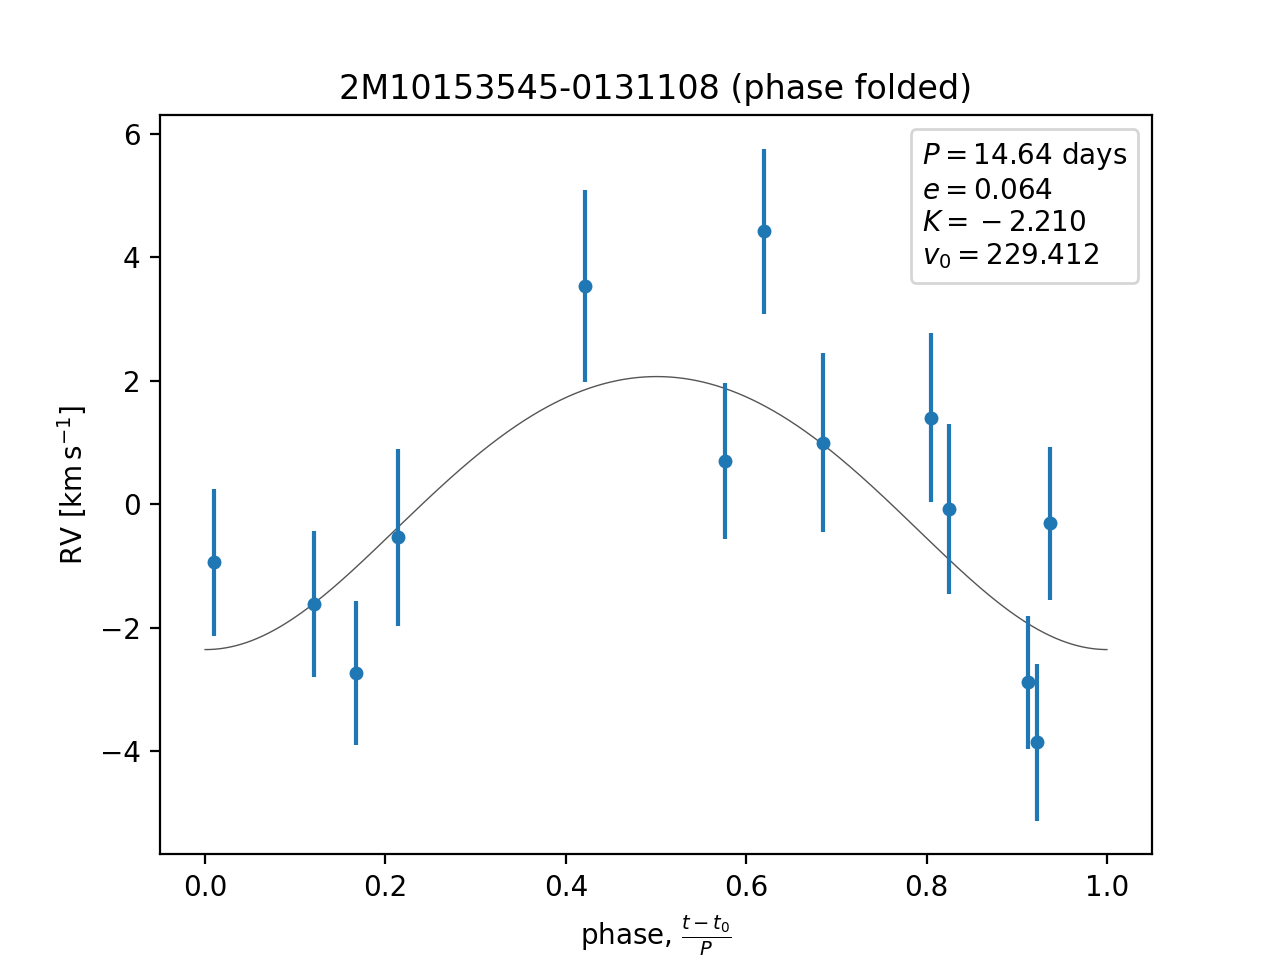 2M10153545-0131108 (phase folded)
P = 14.64 days
e = 0.064
K = −2.210
v₀ = 229.412
RV [km s⁻¹]
6
4
2
0
−2
−4
0.0 0.2 0.4 0.6 0.8 1.0
phase, (t − t₀)/P